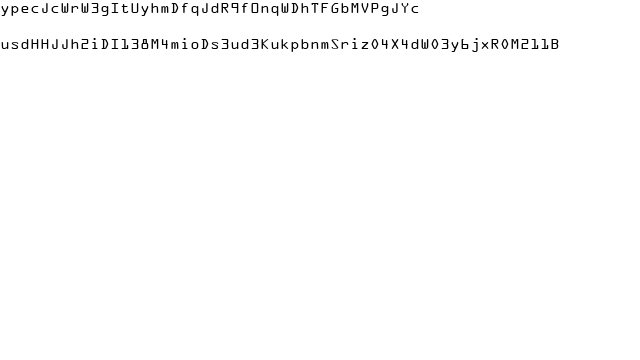 ypecJcWrW3gItUyhmDfqJdR9fOnqWDhTFGbMVPgJYc
usdHHJJh2iDI138M4mioDs3ud3KukpbnmSriz04X4dW03y6jxR0M211B